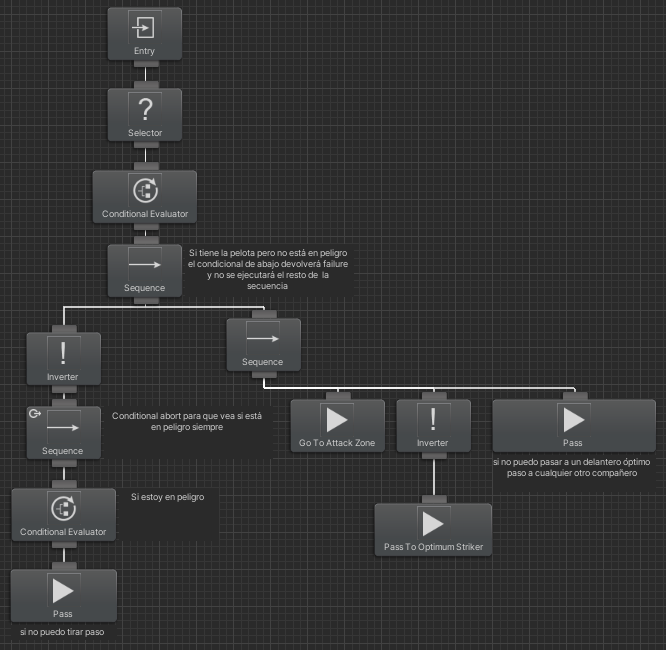 Entry
Selector
Conditional Evaluator
Sequence
Si tiene la pelota pero no está en peligro
el condicional de abajo devolverá failure
y no se ejecutará el resto de la
secuencia
Inverter
Sequence
Sequence
Conditional abort para que vea si está
en peligro siempre
Go To Attack Zone
Inverter
Pass
si no puedo pasar a un delantero óptimo
paso a cualquier otro compañero
Conditional Evaluator
Si estoy en peligro
Pass To Optimum Striker
Pass
si no puedo tirar paso